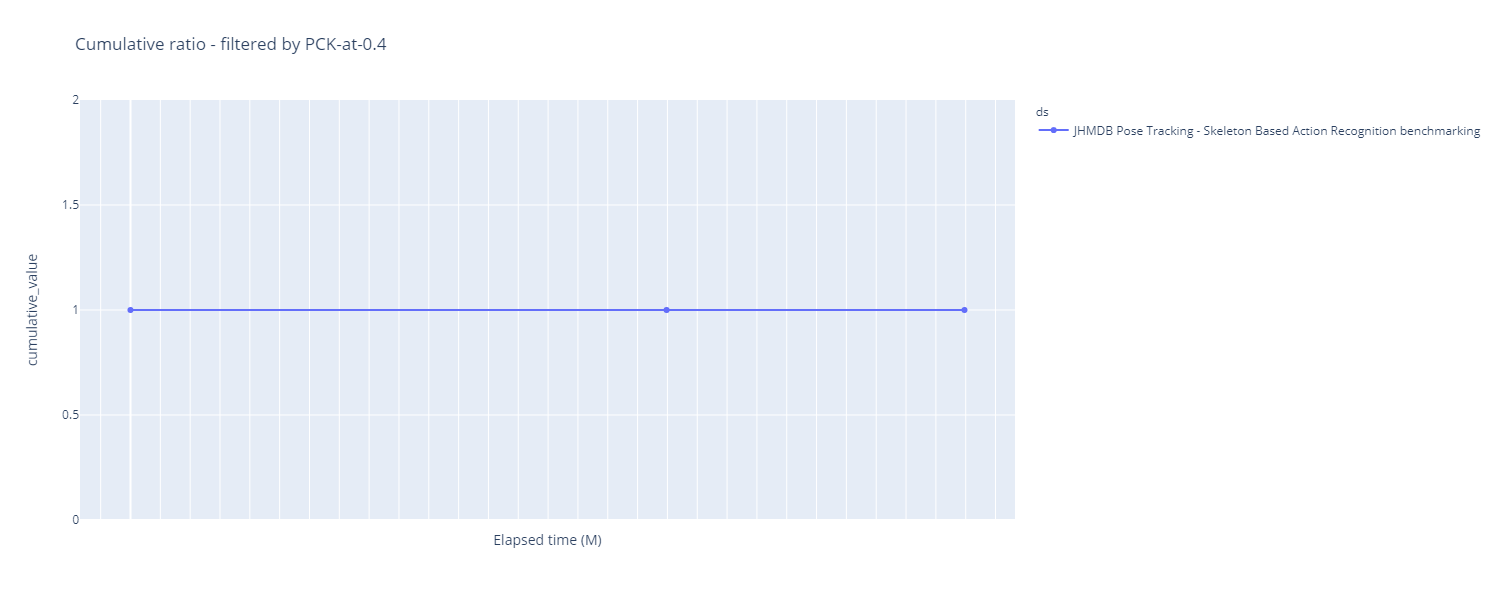 Cumulative ratio - filtered by PCK-at-0.4
ds
JHMDB Pose Tracking - Skeleton Based Action Recognition benchmarking
2
1.5
1
0.5
0
cumulative_value
Elapsed time (M)